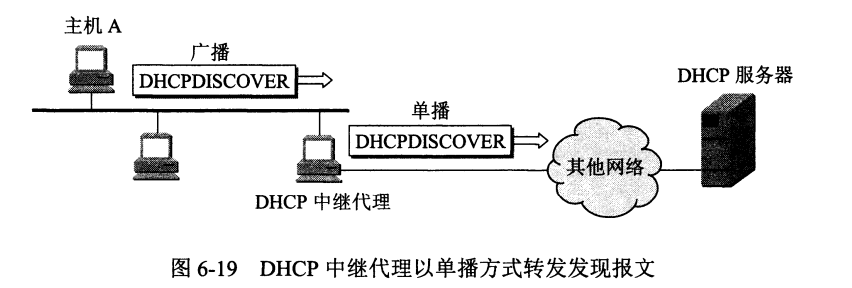 主机 A
广播
DHCPDISCOVER
DHCP 服务器
单播
DHCPDISCOVER
其他网络
DHCP 中继代理
图 6-19 DHCP 中继代理以单播方式转发发现报文